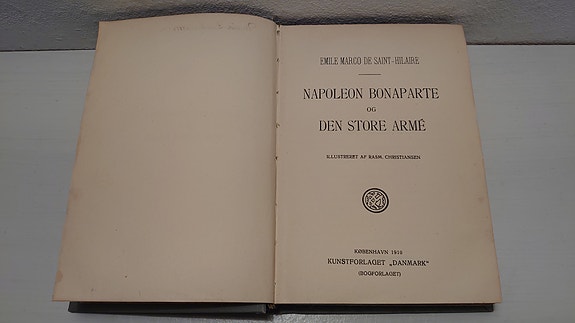 EMILE MARCO DE SAINT-HILAIRE
NAPOLEON BONAPARTE
OG
DEN STORE ARMÉ
ILLUSTRERET AF RASM. CHRISTIANSEN
KØBENHAVN 1910
KUNSTFORLAGET „DANMARK“
(BOGFORLAGET)